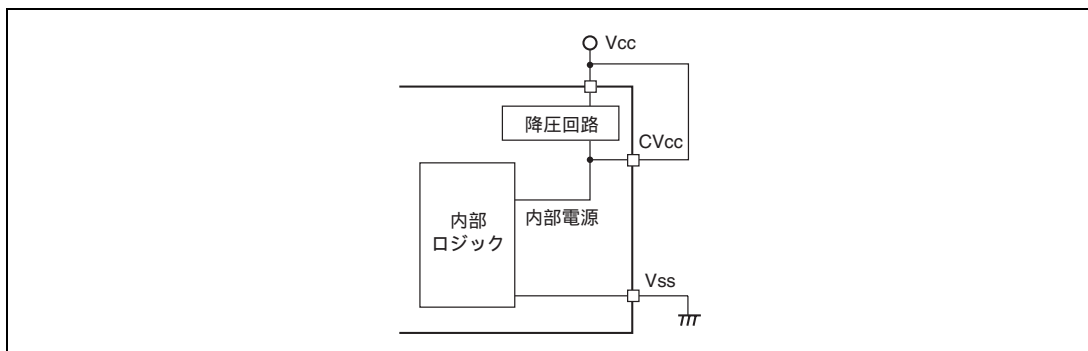 Vcc
降圧回路
CVcc
内部
ロジック
内部電源
Vss